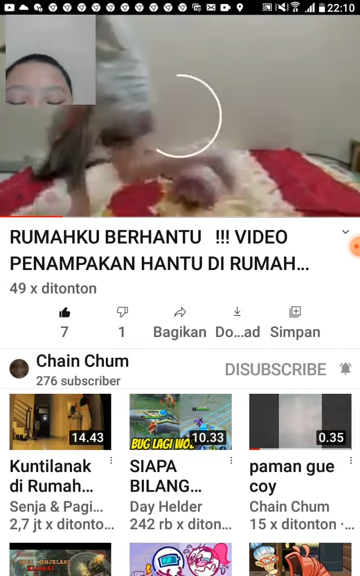 22:10
RUMAHKU BERHANTU !!! VIDEO
PENAMPAKAN HANTU DI RUMAH...
49 x ditonton
7
1
Bagikan
Do...ad
Simpan
Chain Chum
276 subscriber
DISUBSCRIBE
14.43
Kuntilanak
di Rumah...
Senja & Pagi...
2,7 jt x ditonto...
BUG LAGI
10.33
SIAPA
BILANG...
Day Helder
242 rb x diton...
0.35
paman gue
coy
Chain Chum
15 x ditonton ·...